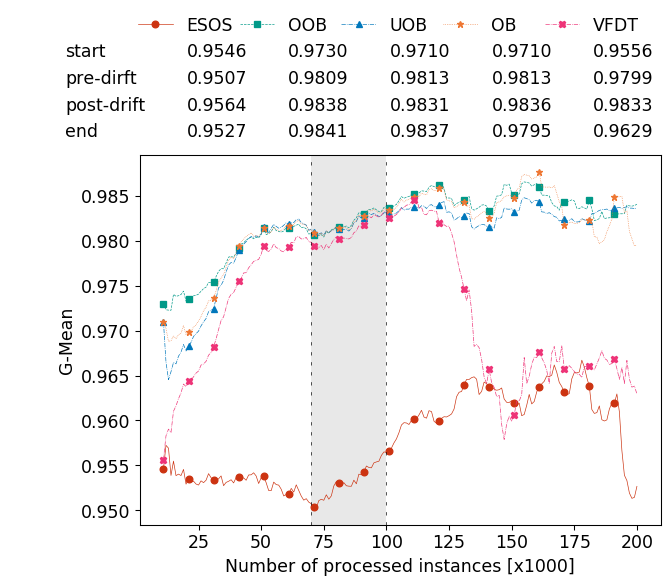 ESOS OOB UOB OB VFDT
start 0.9546 0.9730 0.9710 0.9710 0.9556
pre-dirft 0.9507 0.9809 0.9813 0.9813 0.9799
post-drift 0.9564 0.9838 0.9831 0.9836 0.9833
end 0.9527 0.9841 0.9837 0.9795 0.9629
0.985
0.980
0.975
0.970
0.965
0.960
0.955
0.950
G-Mean
25 50 75 100 125 150 175 200
Number of processed instances [x1000]